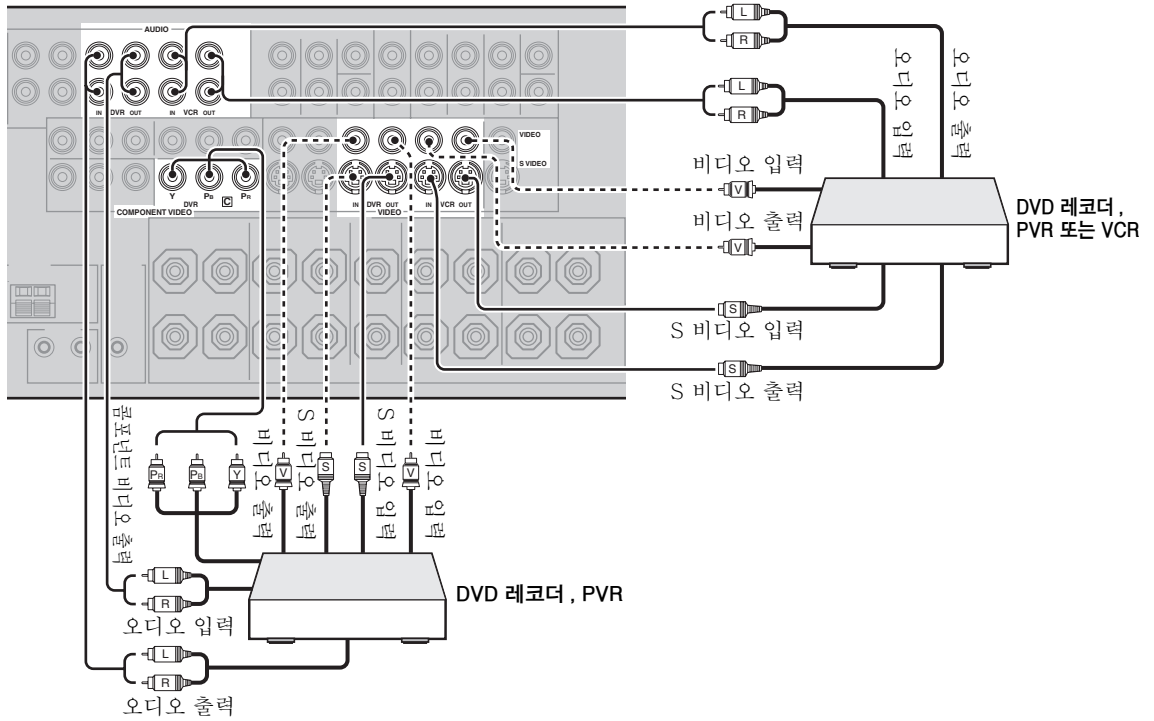 AUDIO
IN DVR OUT
IN VCR OUT
VIDEO
S VIDEO
Y PB PR
DVR C
COMPONENT VIDEO
IN DVR OUT
IN VCR OUT
VIDEO
L
R
L
R
오디오 입력
오디오 출력
비디오 입력
V
비디오 출력
V
DVD 레코더 ,
PVR 또는 VCR
S
S 비디오 입력
S
S 비디오 출력
콤포넌트 비디오 출력
PR PB Y
비디오 출력
V
S 비디오 출력
S
S
S 비디오 입력
V
비디오 입력
DVD 레코더 , PVR
L
R
오디오 입력
L
R
오디오 출력